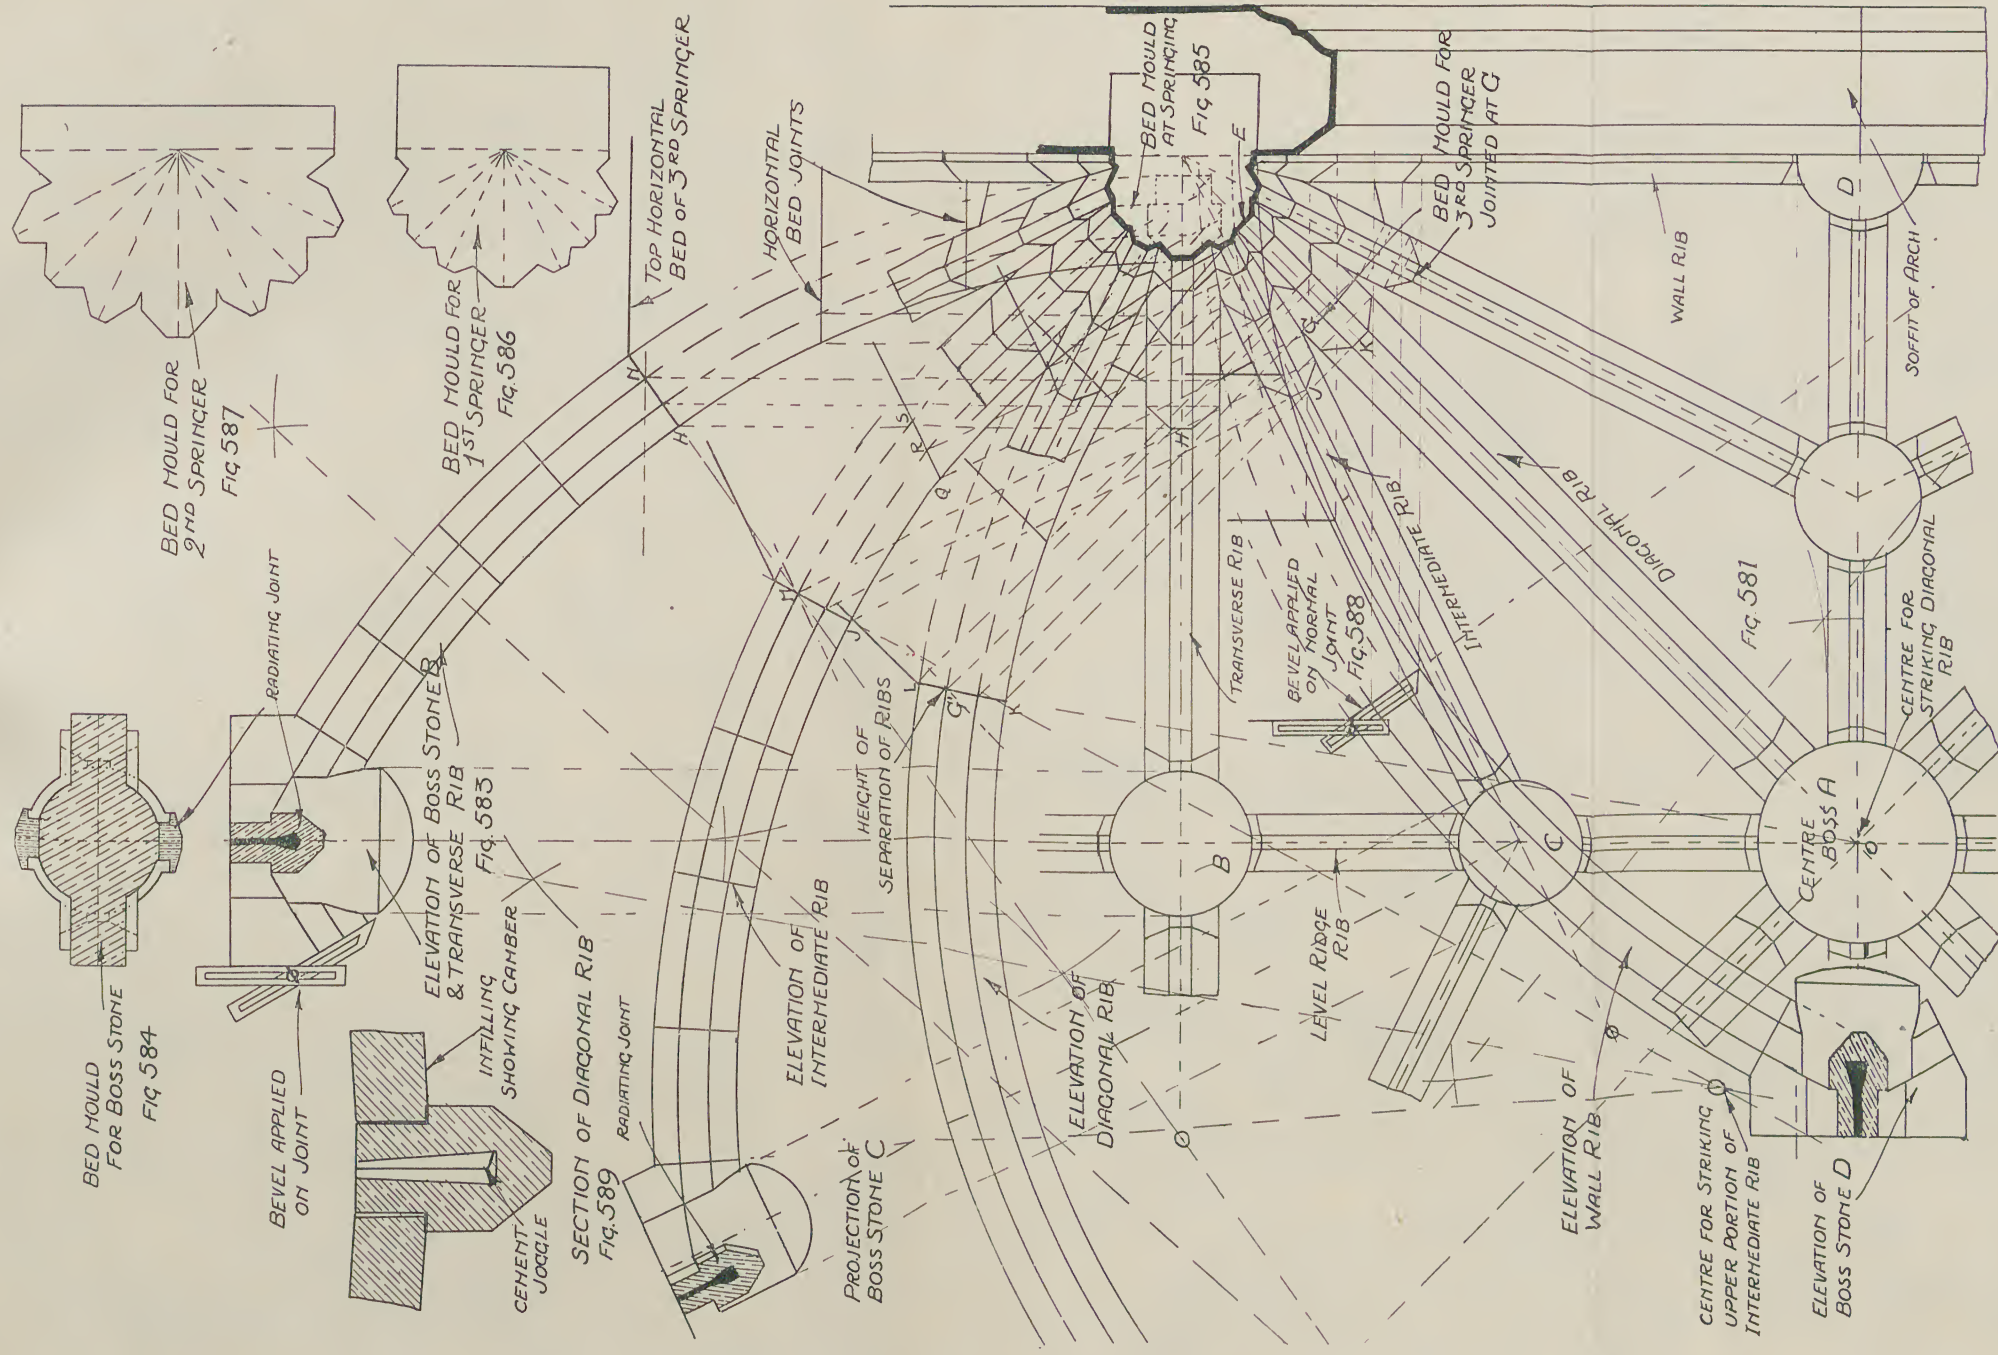 BED MOULD
FOR BOSS STONE
FIG 584
BEVEL APPLIED
ON JOINT
RADIATING JOINT
ELEVATION OF BOSS STONE B
& TRANSVERSE RIB
FIG. 583
INFILLING
SHOWING CAMBER
CEMENT
JOGGLE
SECTION OF DIAGONAL RIB
FIG. 589
RADIATING JOINT
PROJECTION OF
BOSS STONE C
BED MOULD FOR
2ND SPRINGER
FIG 587
BED MOULD FOR
1ST SPRINGER
FIG. 586
TOP HORIZONTAL
BED OF 3RD SPRINGER
HORIZONTAL
BED JOINTS
N
H
M
J
L
G'
K
Q
R
S
HEIGHT OF
SEPARATION OF RIBS
ELEVATION OF
INTERMEDIATE RIB
ELEVATION OF
DIAGONAL RIB
BED MOULD
AT SPRINGING
FIG 585
E
BED MOULD FOR
3RD SPRINGER
JOINTED AT G
G
K
J
H
I
TRANSVERSE RIB
BEVEL APPLIED
ON NORMAL
JOINT
FIG. 588
INTERMEDIATE RIB
DIAGONAL RIB
FIG. 581
WALL RIB
SOFFIT OF ARCH
D
CENTRE FOR
STRIKING DIAGONAL
RIB
B
C
CENTRE
BOSS A
O
LEVEL RIDGE
RIB
ELEVATION OF
WALL RIB
CENTRE FOR STRIKING
UPPER PORTION OF
INTERMEDIATE RIB
ELEVATION OF
BOSS STONE D